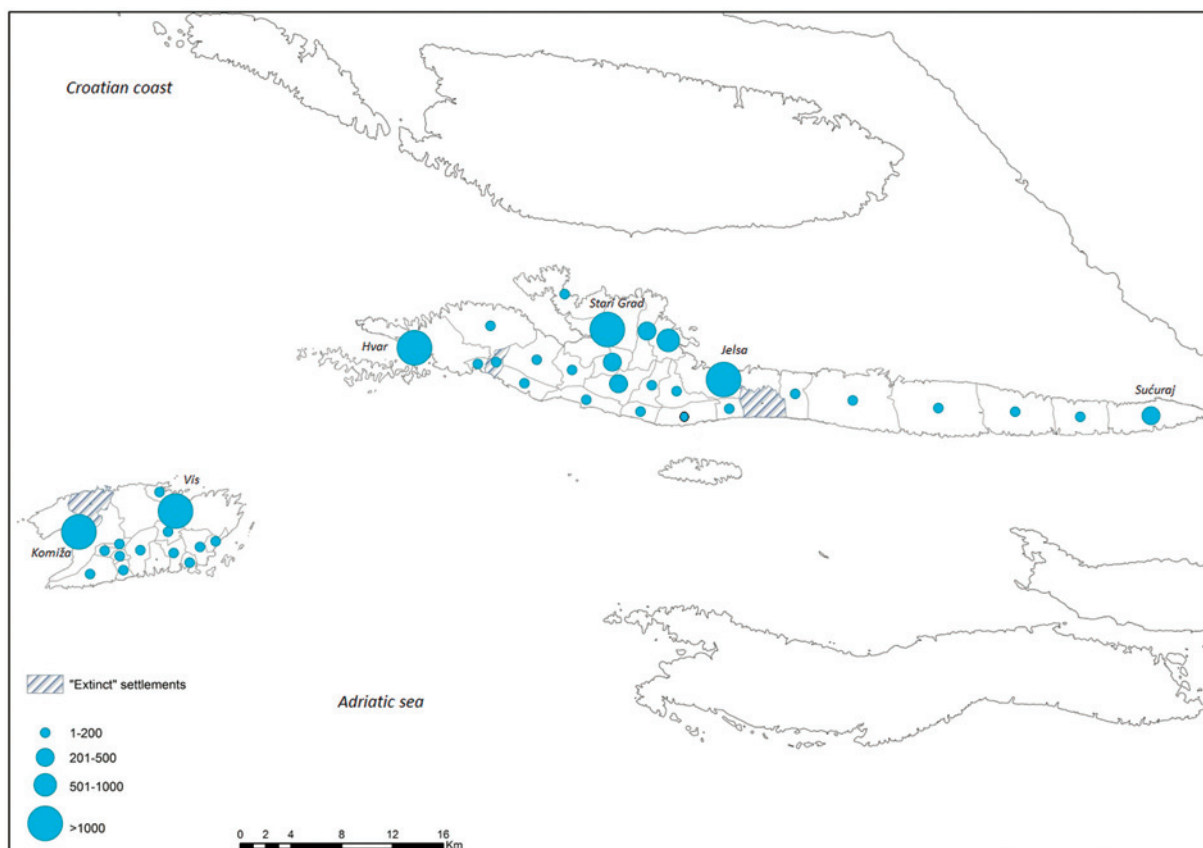 Croatian coast
Stari Grad
Hvar
Jelsa
Sućuraj
Vis
Komiža
"Extinct" settlements
Adriatic sea
1-200
201-500
501-1000
>1000
0 2 4 8 12 16
Km